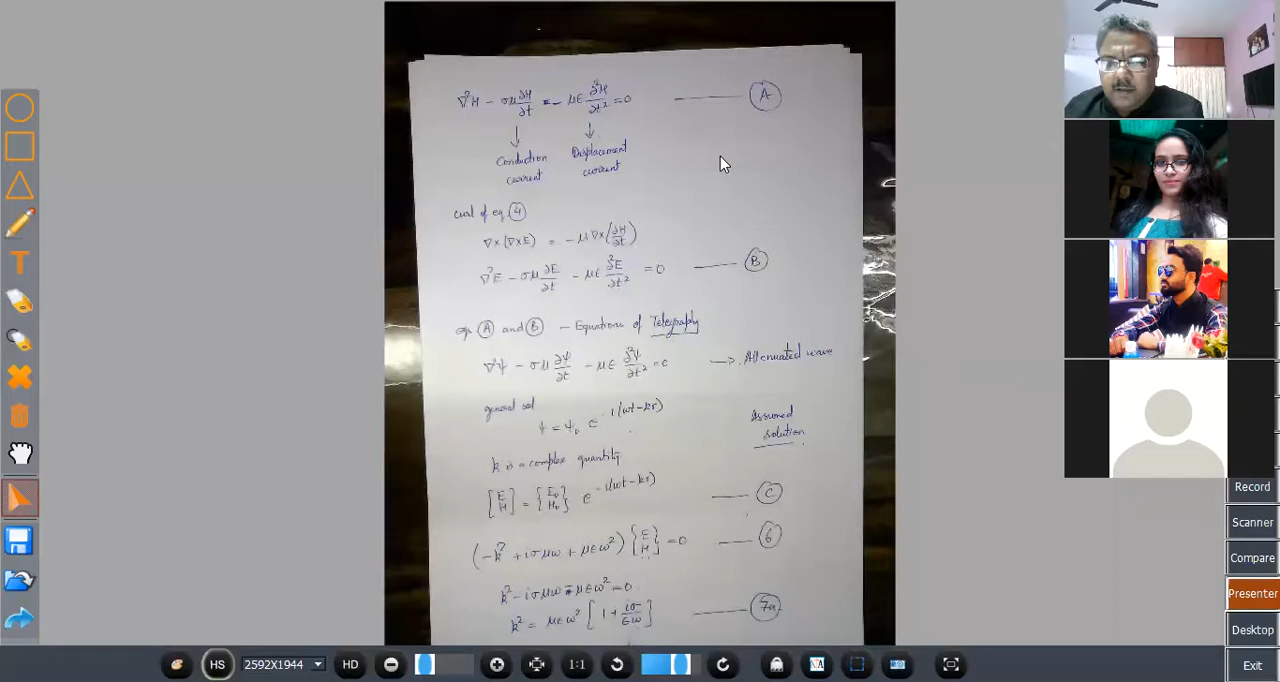 ∇²H − σμ ∂H/∂t − με ∂²H/∂t² = 0 —— (A)
↓ ↓
Conduction current
Displacement current
curl of eq. (4)
∇×(∇×E) = −μ ∇×(∂H/∂t)
∇²E − σμ ∂E/∂t − με ∂²E/∂t² = 0 —— (B)
eq. (A) and (B) – Equations of Telegraphy
∇²Ψ − σμ ∂Ψ/∂t − με ∂²Ψ/∂t² = 0 → Attenuated wave
general sol
Ψ = Ψ₀ e^−i(ωt−kr)
Assumed
solution
k is a complex quantity
[E H] = {E₀ H₀} e^−i(ωt−kr) —— (C)
(−k² + iσμω + μεω²) {E H} = 0 —— (6)
k² − iσμω − μεω² = 0
k² = μεω² [1 + iσ/εω] —— (7a)
T
HS
2592X1944
HD
1:1
Record
Scanner
Compare
Presenter
Desktop
Exit